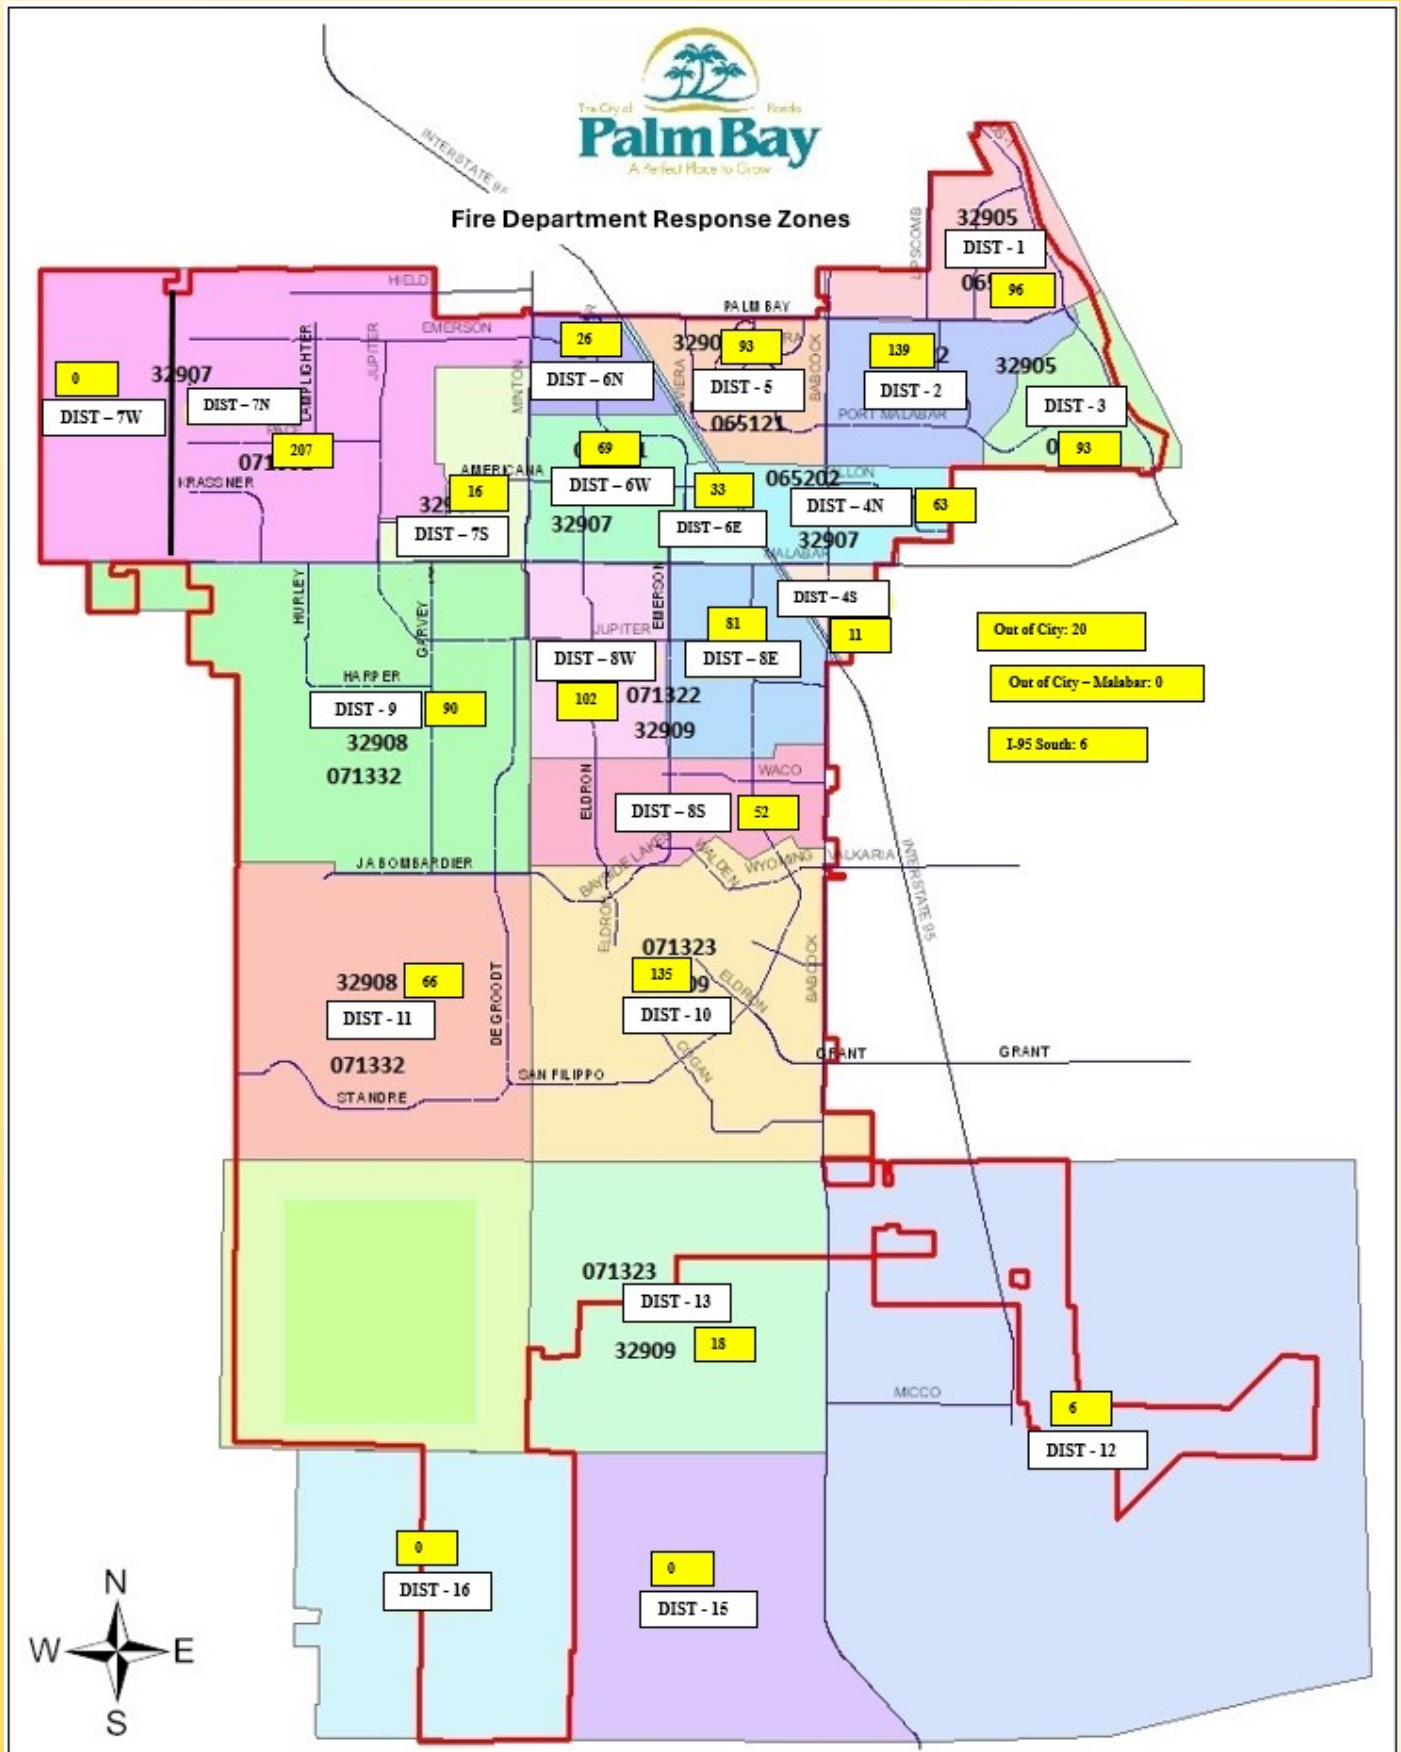 The City of Florida
Palm Bay
A Perfect Place to Grow
INTERSTATE 95
Fire Department Response Zones
US-1
LIPSCOMB
32905
DIST - 1
96
HIELD
PALM BAY
EMERSON
LAMPLIGHTER
JUPITER
MINTON
26
DIST – 6N
93
DIST - 5
BABCOCK
139
DIST - 2
32905
DIST - 3
93
0
32907
DIST – 7W
DIST – 7N
207
065121
PORT MALABAR
KRASSNER
AMERICANA
16
DIST – 7S
69
DIST – 6W
32907
33
DIST – 6E
065202
DIST – 4N
63
32907
MALABAR
HURLEY
GARVEY
EMERSON
JUPITER
DIST – 8W
102
81
DIST – 8E
DIST – 4S
11
Out of City: 20
Out of City – Malabar: 0
I-95 South: 6
HARPER
DIST - 9
90
32908
071332
071322
32909
ELDRON
WACO
DIST – 8S
52
JA BOMBARDIER
BAYSIDE LAKES
WALDEN
WYOMING
VALKARIA
INTERSTATE 95
ELDRON
BABCOCK
071323
135
DIST - 10
ELDRON
32908
66
DIST - 11
071332
DE GROODT
COGAN
GRANT
GRANT
SAN FILIPPO
ST ANDRE
071323
DIST - 13
32909
18
MICCO
6
DIST - 12
0
DIST - 16
0
DIST - 15
N
W
E
S